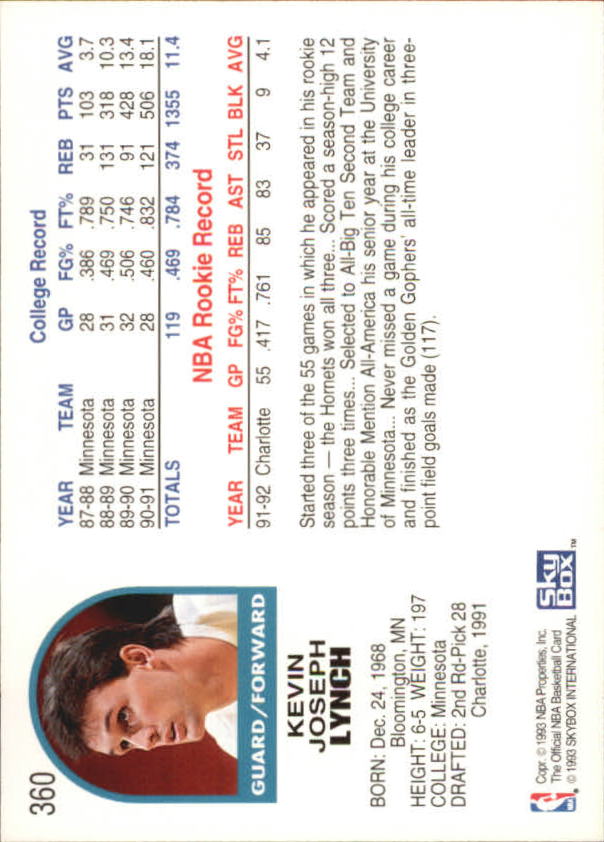 360
GUARD/FORWARD
KEVIN
JOSEPH
LYNCH
BORN: Dec. 24, 1968
Bloomington, MN
HEIGHT: 6-5 WEIGHT: 197
COLLEGE: Minnesota
DRAFTED: 2nd Rd-Pick 28
Charlotte, 1991
College Record
YEAR TEAM GP FG% FT% REB PTS AVG
87-88 Minnesota 28 .386 .789 31 103 3.7
88-89 Minnesota 31 .469 .750 131 318 10.3
89-90 Minnesota 32 .506 .746 91 428 13.4
90-91 Minnesota 28 .460 .832 121 506 18.1
TOTALS 119 .469 .784 374 1355 11.4
NBA Rookie Record
YEAR TEAM GP FG% FT% REB AST STL BLK AVG
91-92 Charlotte 55 .417 .761 85 83 37 9 4.1
Started three of the 55 games in which he appeared in his rookie
season — the Hornets won all three... Scored a season-high 12
points three times... Selected to All-Big Ten Second Team and
Honorable Mention All-America his senior year at the University
of Minnesota... Never missed a game during his college career
and finished as the Golden Gophers' all-time leader in three-
point field goals made (117).
Copr. © 1993 NBA Properties, Inc.
The Official NBA Basketball Card
© 1993 SKYBOX INTERNATIONAL
NBA
Sky
BOX
TM